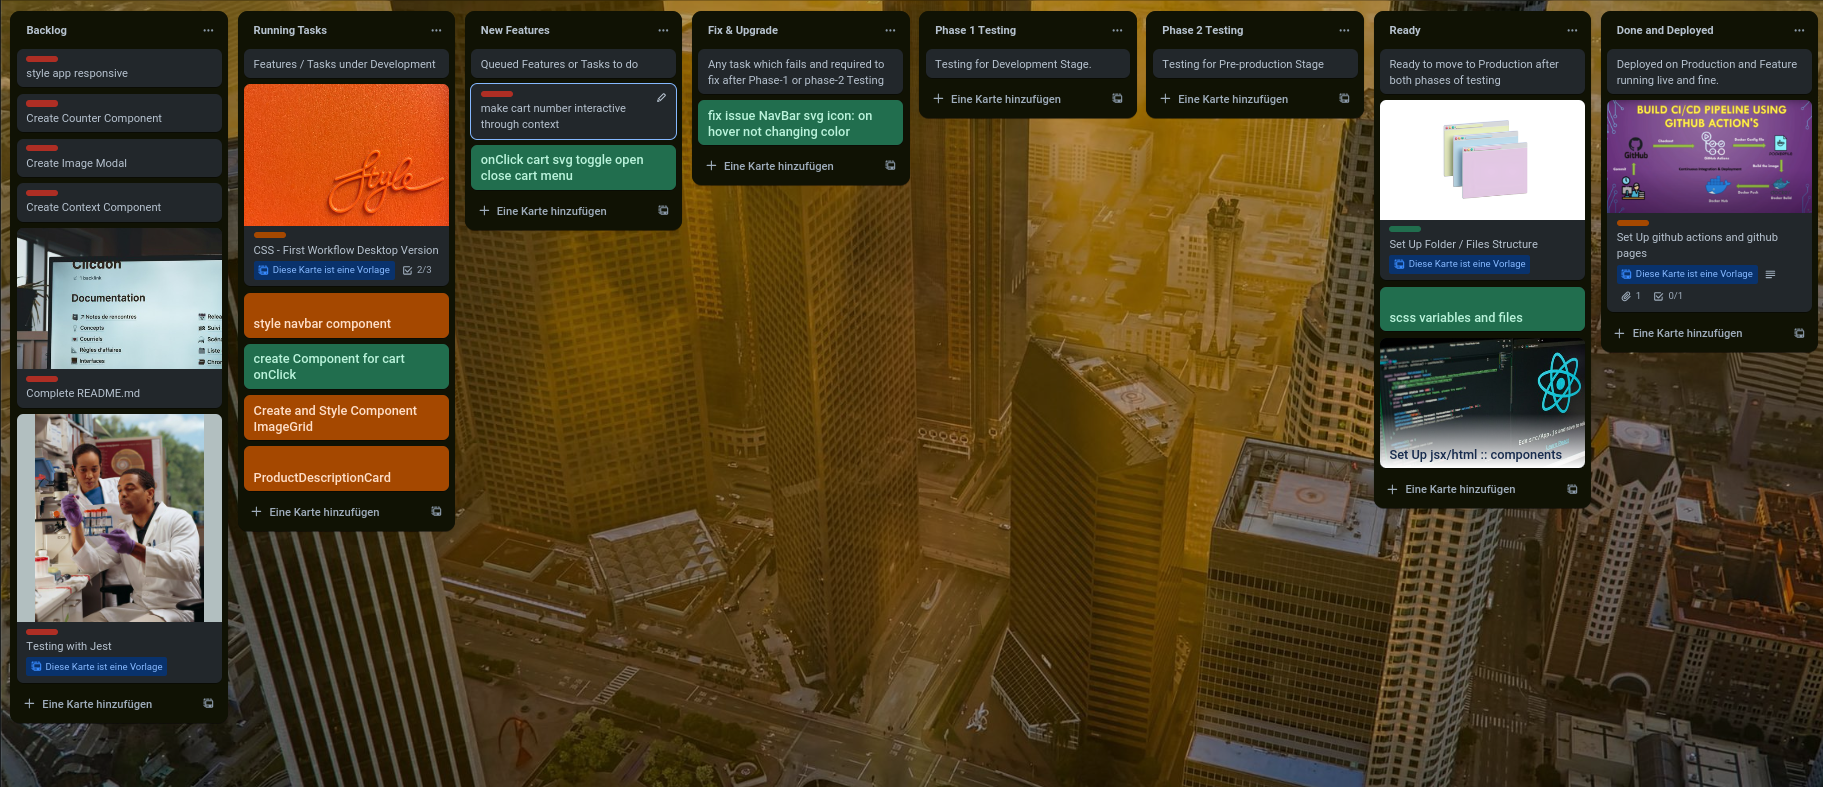 Backlog
style app responsive
Create Counter Component
Create Image Modal
Create Context Component
Documentation
Notes de rencontres
Concepts
Courriels
Règles d'affaires
Interfaces
Complete README.md
Testing with Jest
Diese Karte ist eine Vorlage
Eine Karte hinzufügen
Running Tasks
Features / Tasks under Development
Style
CSS - First Workflow Desktop Version
Diese Karte ist eine Vorlage
2/3
style navbar component
create Component for cart
onClick
Create and Style Component
ImageGrid
ProductDescriptionCard
Eine Karte hinzufügen
New Features
Queued Features or Tasks to do
make cart number interactive
through context
onClick cart svg toggle open
close cart menu
Eine Karte hinzufügen
Fix & Upgrade
Any task which fails and required to
fix after Phase-1 or phase-2 Testing
fix issue NavBar svg icon: on
hover not changing color
Eine Karte hinzufügen
Phase 1 Testing
Testing for Development Stage.
Eine Karte hinzufügen
Phase 2 Testing
Testing for Pre-production Stage
Eine Karte hinzufügen
Ready
Ready to move to Production after
both phases of testing
Set Up Folder / Files Structure
Diese Karte ist eine Vorlage
scss variables and files
Set Up jsx/html :: components
Eine Karte hinzufügen
Done and Deployed
Deployed on Production and Feature
running live and fine.
BUILD CI/CD PIPELINE USING
GITHUB ACTION'S
GitHub
Set Up github actions and github
pages
Diese Karte ist eine Vorlage
1
0/1
Eine Karte hinzufügen